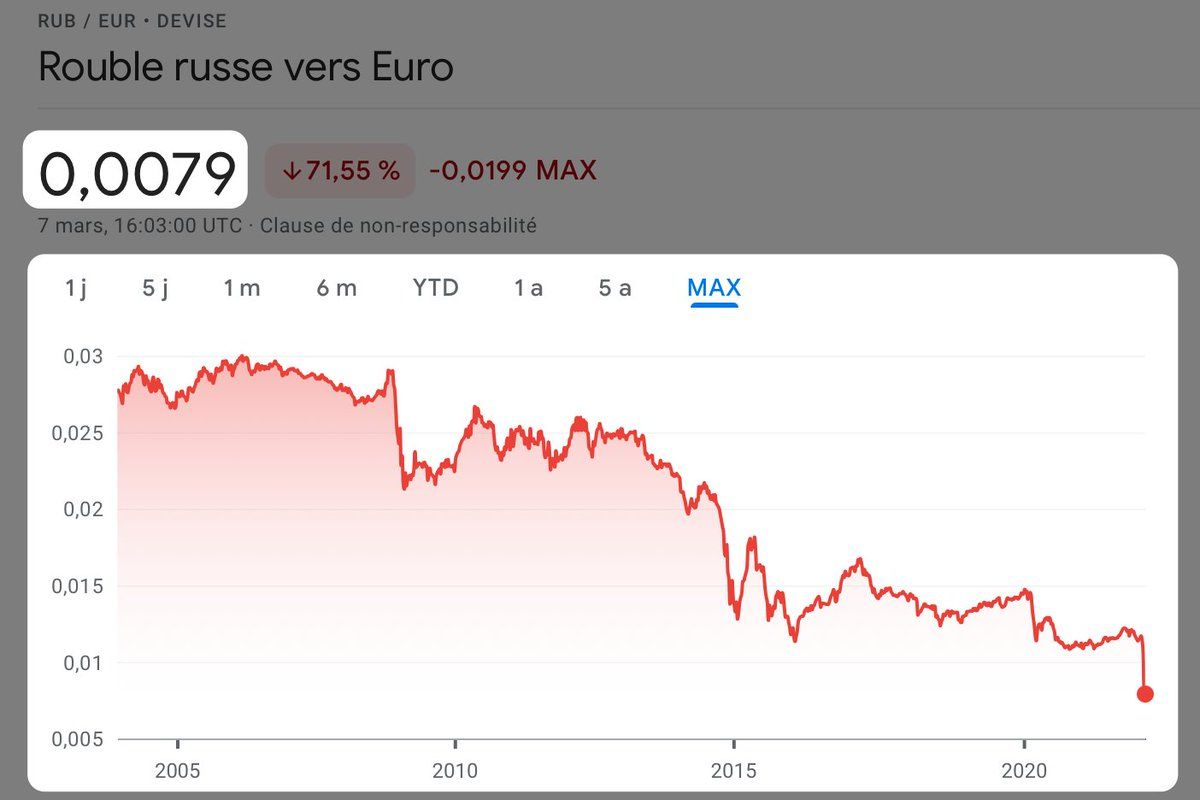 RUB / EUR • DEVISE
Rouble russe vers Euro
0,0079 ↓71,55 % -0,0199 MAX
7 mars, 16:03:00 UTC · Clause de non-responsabilité
1 j 5 j 1 m 6 m YTD 1 a 5 a MAX
0,03
0,025
0,02
0,015
0,01
0,005
2005 2010 2015 2020